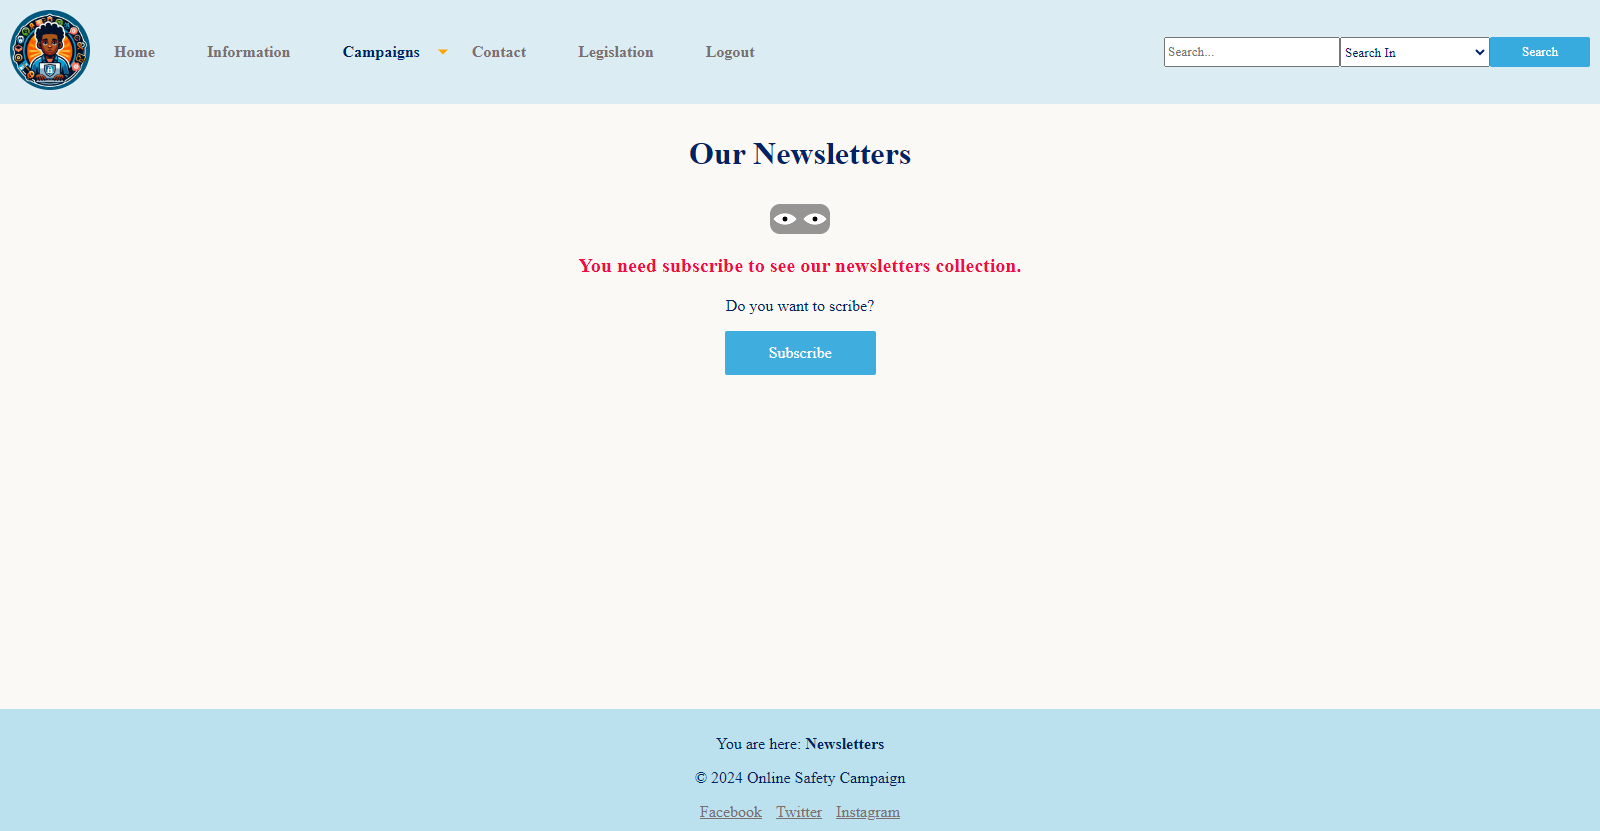 Home Information Campaigns Contact Legislation Logout Search... Search In Search
Our Newsletters
You need subscribe to see our newsletters collection.
Do you want to scribe?
Subscribe
You are here: Newsletters
© 2024 Online Safety Campaign
Facebook Twitter Instagram